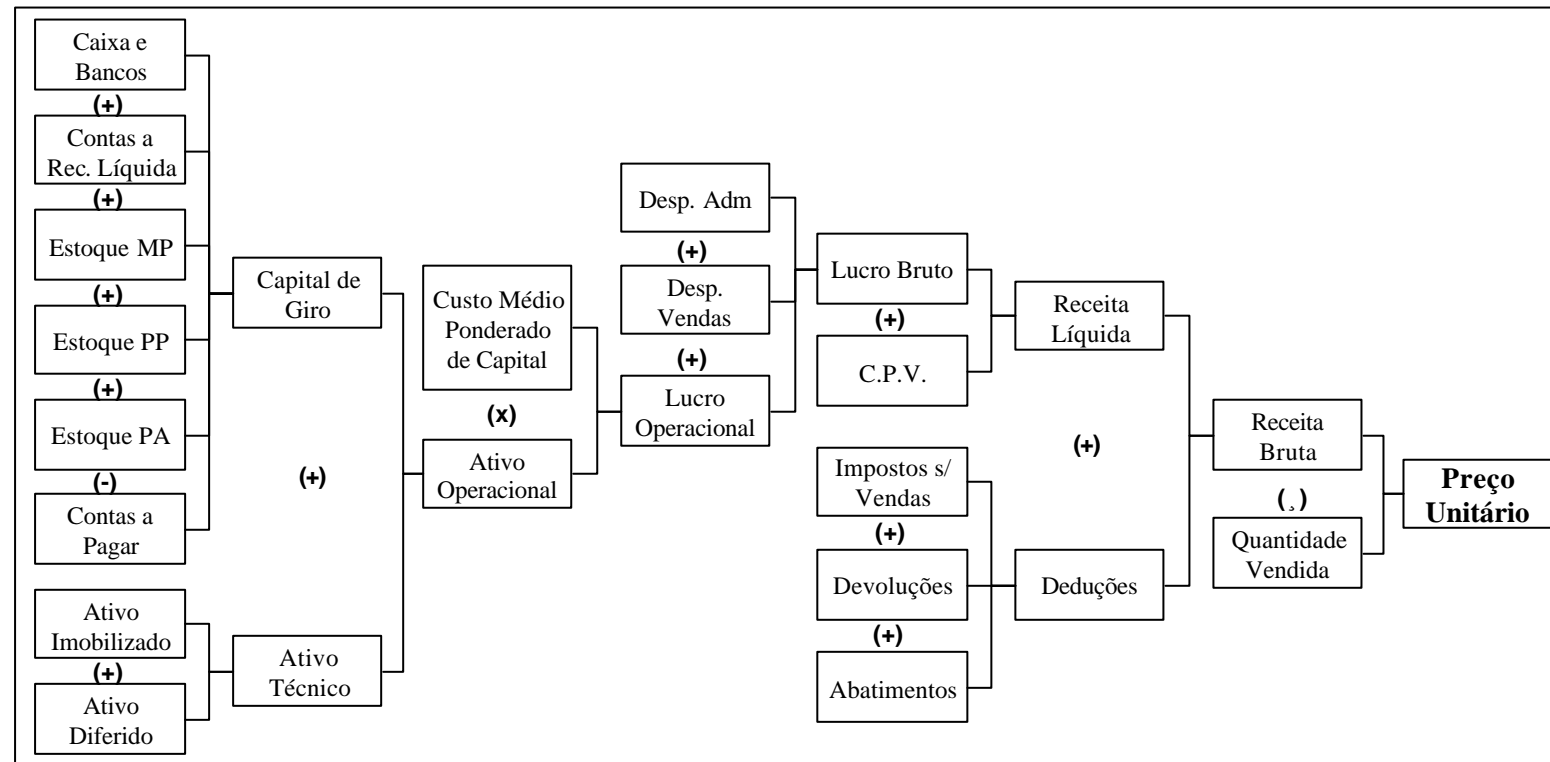 Caixa e
Bancos
(+)
Contas a
Rec. Líquida
(+)
Estoque MP
(+)
Estoque PP
(+)
Estoque PA
(-)
Contas a
Pagar
Ativo
Imobilizado
(+)
Ativo
Diferido
Capital de
Giro
(+)
Ativo
Técnico
Custo Médio
Ponderado
de Capital
(x)
Ativo
Operacional
Desp. Adm
(+)
Desp.
Vendas
(+)
Lucro
Operacional
Lucro Bruto
(+)
C.P.V.
Impostos s/
Vendas
(+)
Devoluções
(+)
Abatimentos
Receita
Líquida
(+)
Deduções
Receita
Bruta
(¸)
Quantidade
Vendida
Preço
Unitário